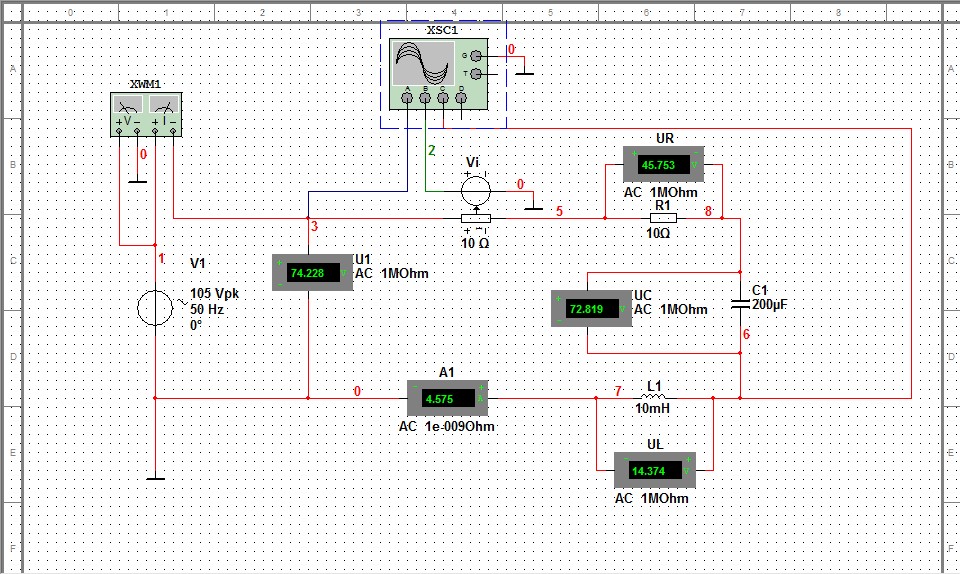 0 1 2 3 4 5 6 7 8
A
B
C
D
E
F
XSC1
G
T
A B C D
0
XWM1
+ V - + I -
0
2
Vi
+ -
0
UR
+ -
45.753 V
AC 1MOhm
R1
5
8
10Ω
3
+ -
10 Ω
1
V1
105 Vpk
50 Hz
0°
U1
+
74.228 V
-
AC 1MOhm
UC
+
72.819 V
-
AC 1MOhm
C1
200µF
6
0
A1
- +
4.575 A
AC 1e-009Ohm
7
L1
10mH
UL
- +
14.374 V
AC 1MOhm
A
B
C
D
E
F